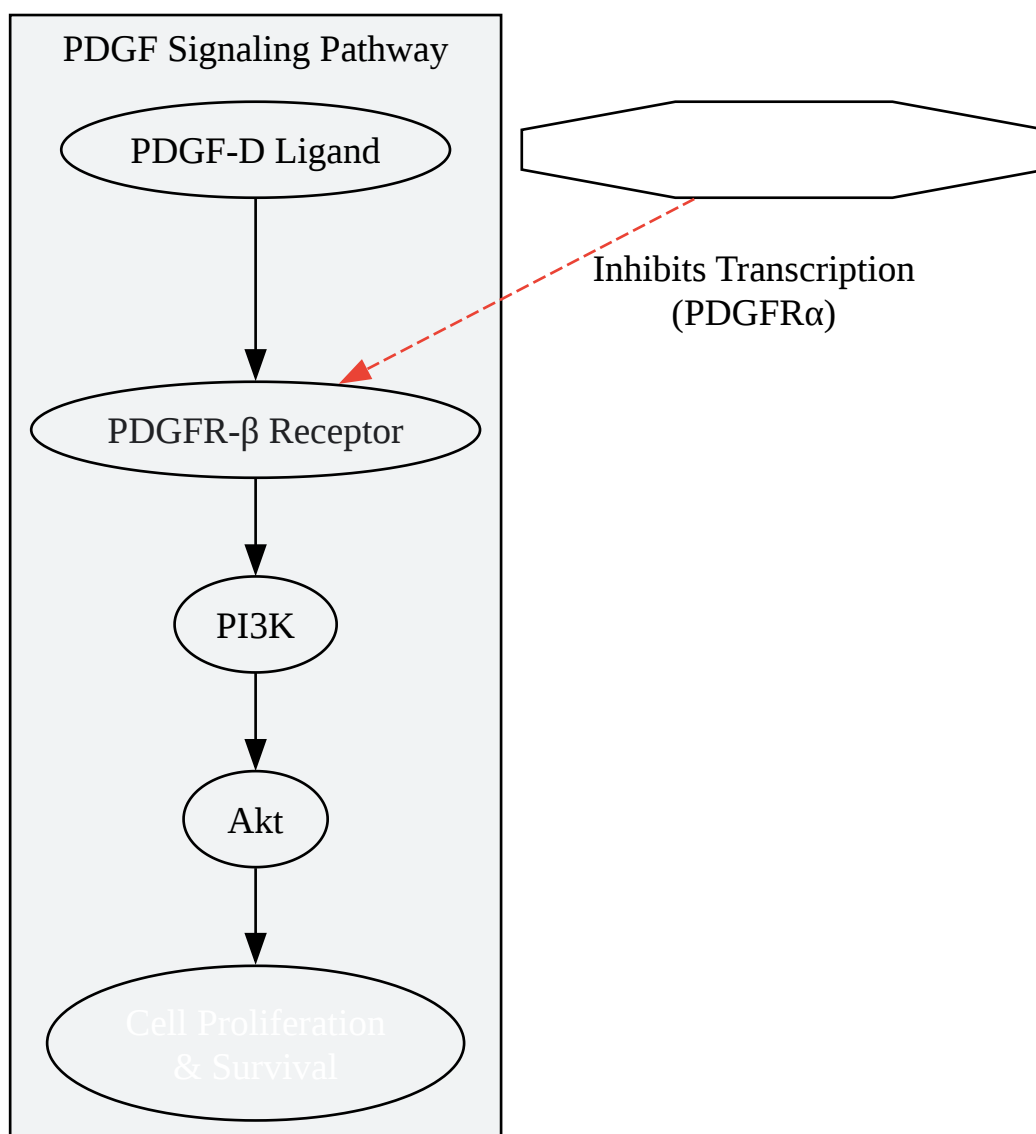 PDGF Signaling Pathway
PDGF-D Ligand
Inhibits Transcription
(PDGFRα)
PDGFR-β Receptor
PI3K
Akt
Cell Proliferation
& Survival